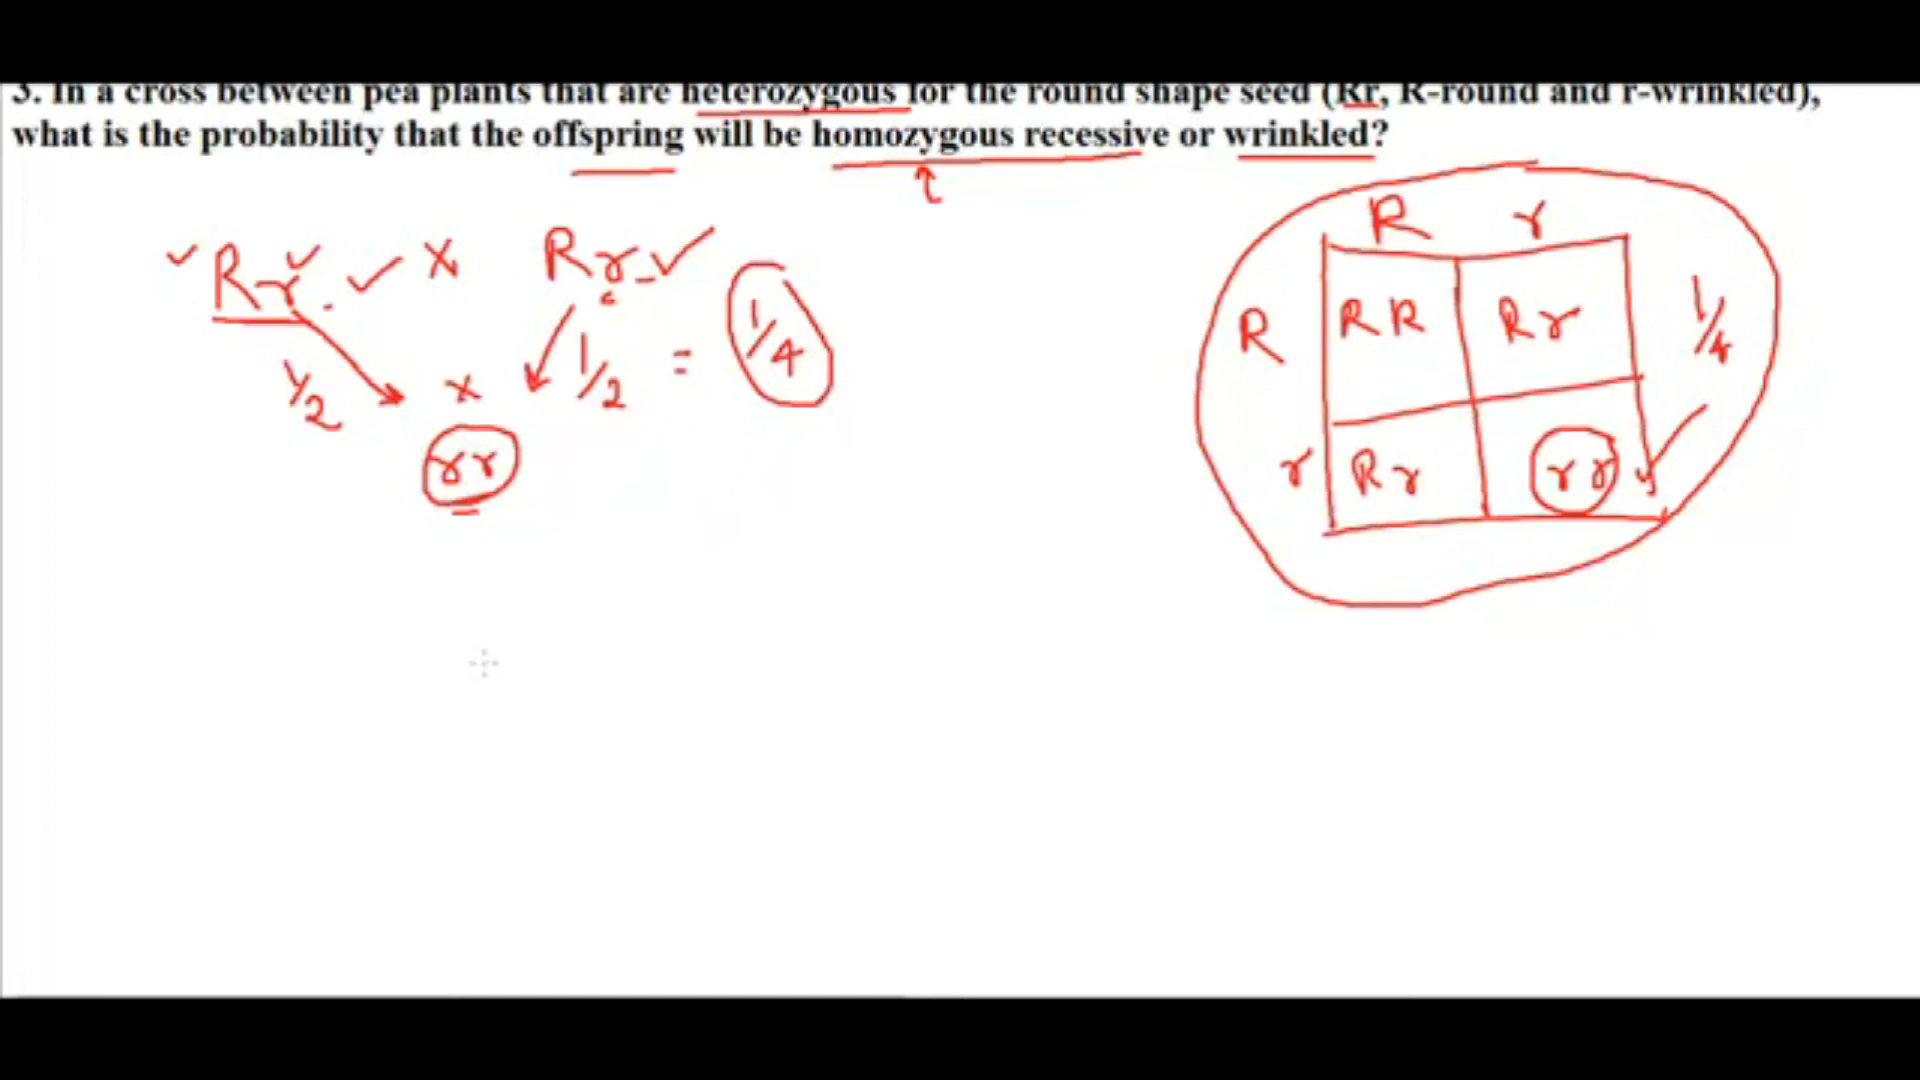 3. In a cross between pea plants that are heterozygous for the round shape seed (Rr, R-round and r-wrinkled),
what is the probability that the offspring will be homozygous recessive or wrinkled?
Rr x Rr
1/2 x 1/2 = 1/4
rr
R r
R RR Rr 1/4
r Rr rr